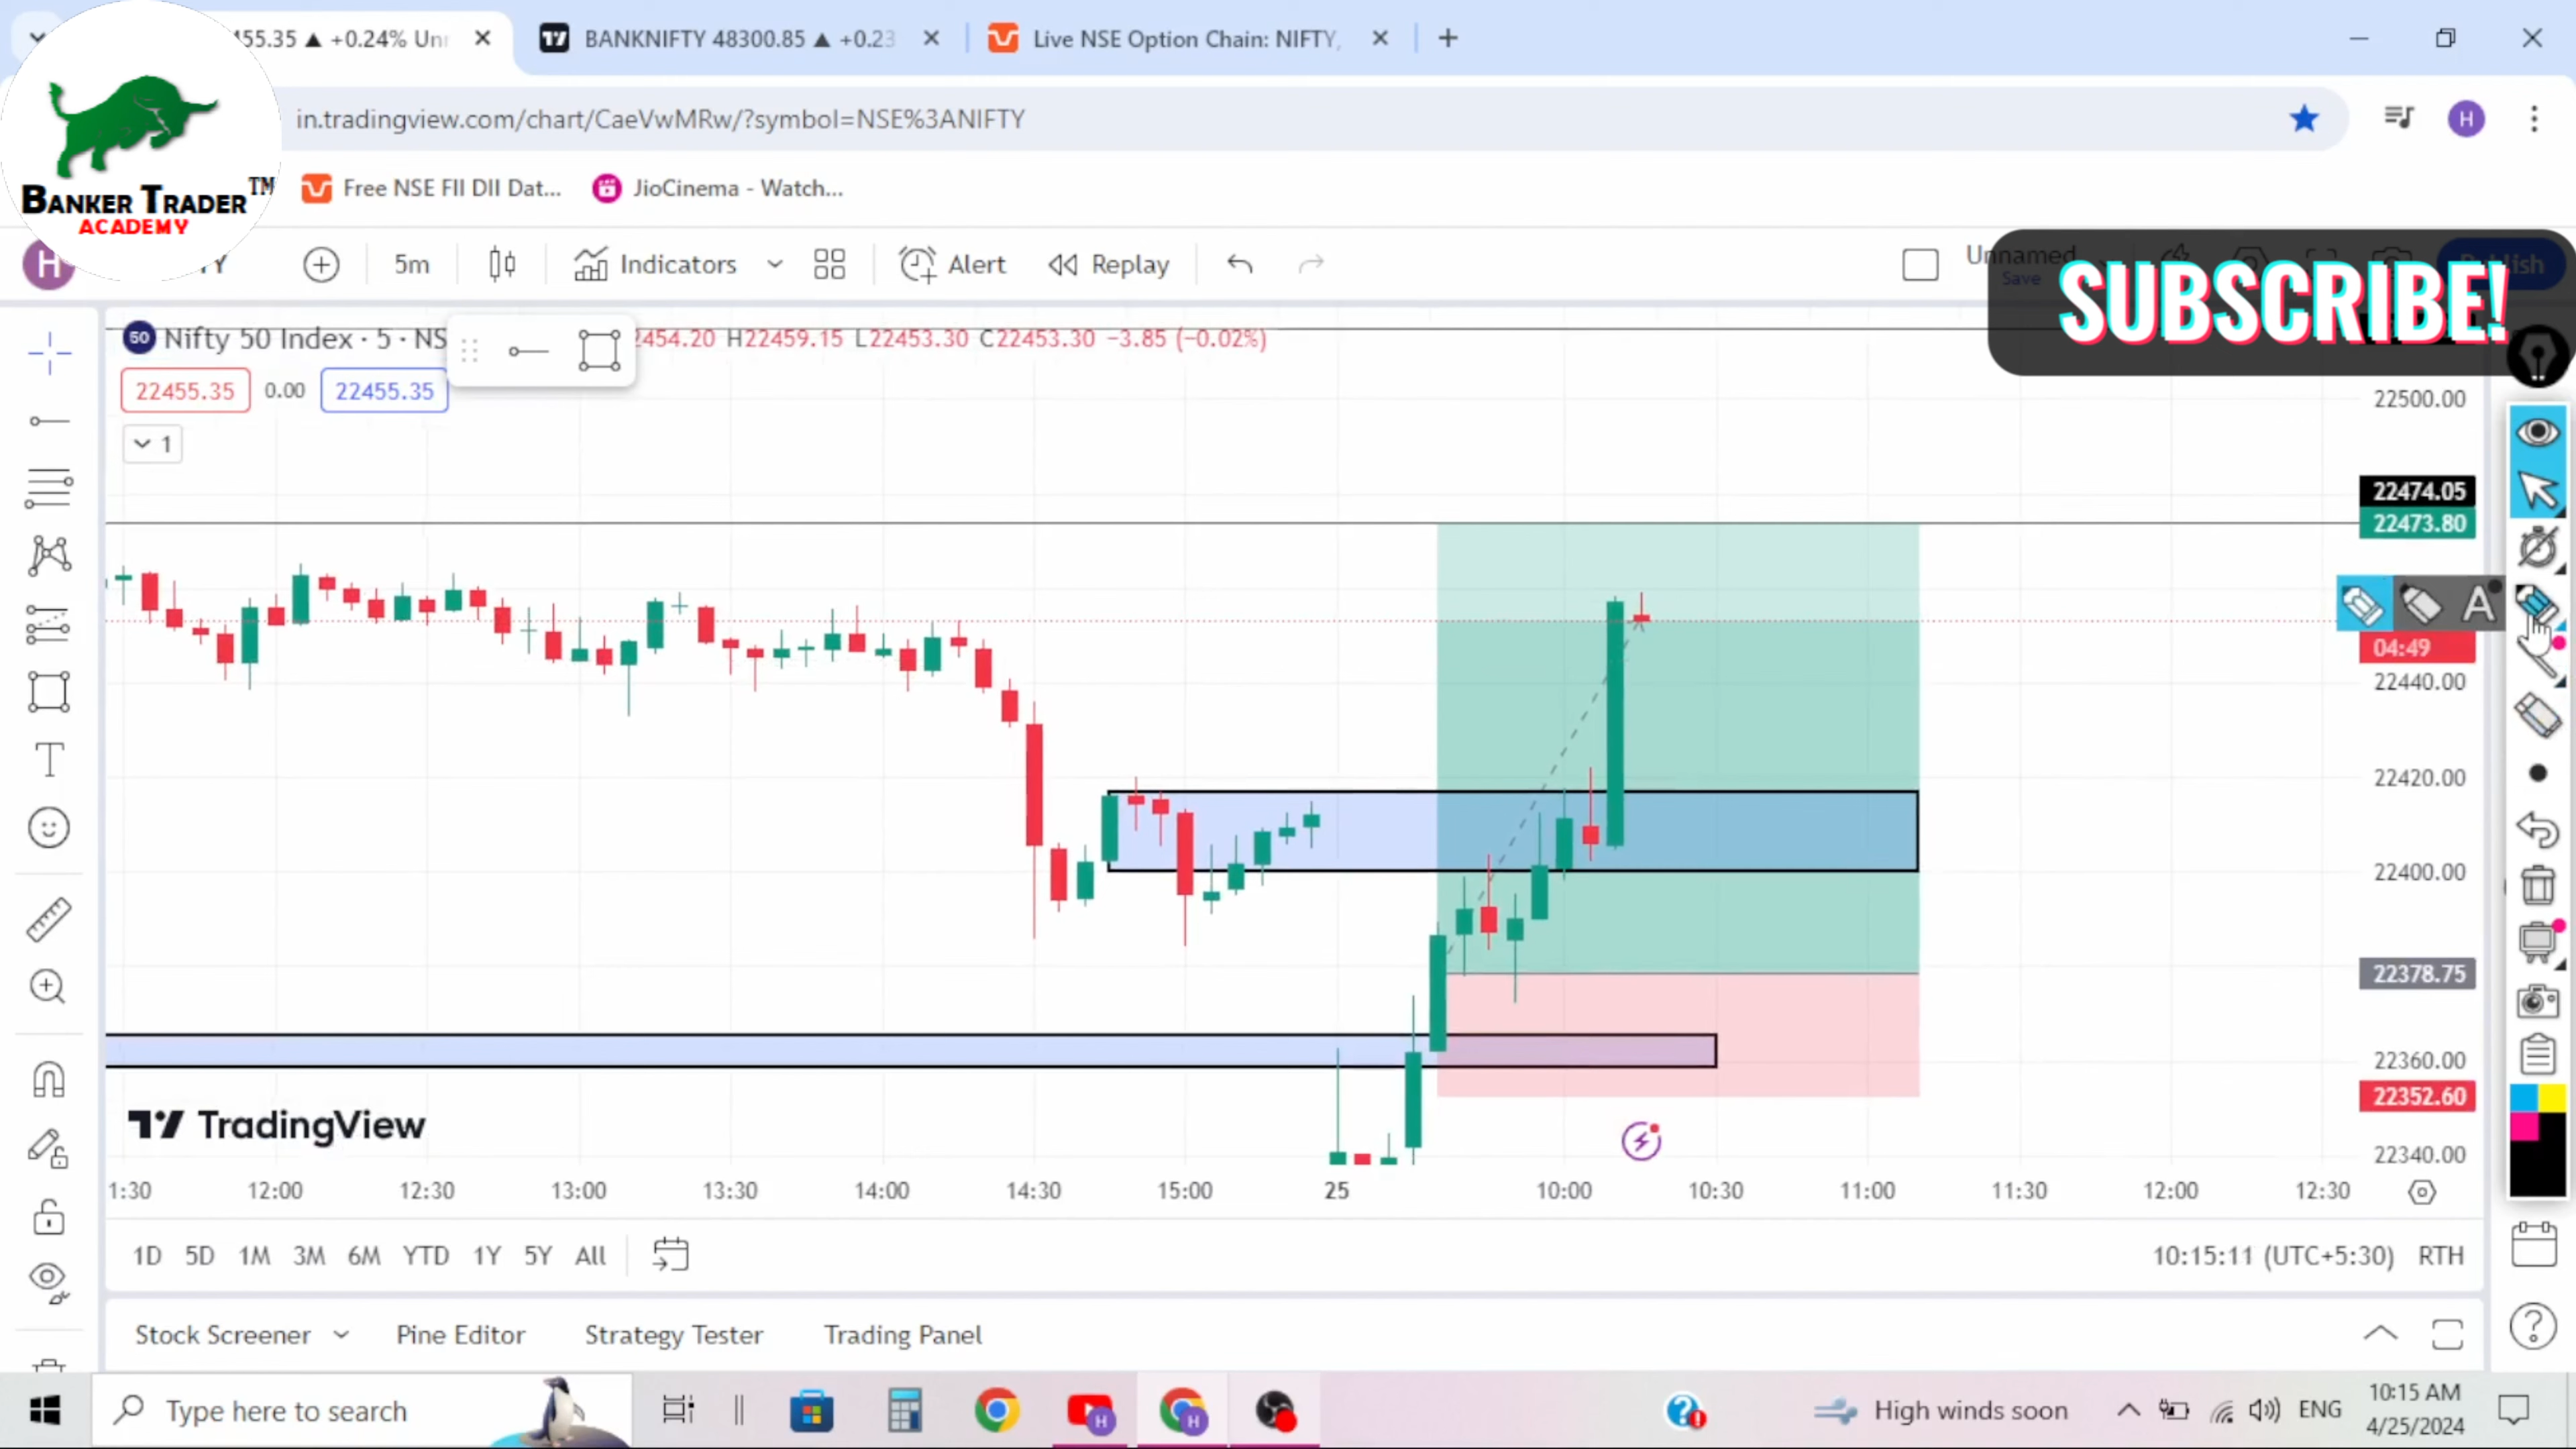 455.35 ▲ +0.24% Un
BANKNIFTY 48300.85 ▲ +0.23
Live NSE Option Chain: NIFTY,
in.tradingview.com/chart/CaeVwMRw/?symbol=NSE%3ANIFTY
H
BANKER TRADER™
ACADEMY
Free NSE FII DII Dat...
JioCinema - Watch...
H
Y
5m
Indicators
Alert
Replay
Unnamed
Save
SUBSCRIBE!
50 Nifty 50 Index · 5 · NS
2454.20 H22459.15 L22453.30 C22453.30 −3.85 (−0.02%)
22455.35 0.00 22455.35
1
22500.00
22474.05
22473.80
A
04:49
22440.00
22420.00
22400.00
22378.75
22360.00
22352.60
22340.00
TradingView
1:30 12:00 12:30 13:00 13:30 14:00 14:30 15:00 25 10:00 10:30 11:00 11:30 12:00 12:30
1D 5D 1M 3M 6M YTD 1Y 5Y All
10:15:11 (UTC+5:30) RTH
Stock Screener Pine Editor Strategy Tester Trading Panel
Type here to search
H H
High winds soon
ENG
10:15 AM
4/25/2024